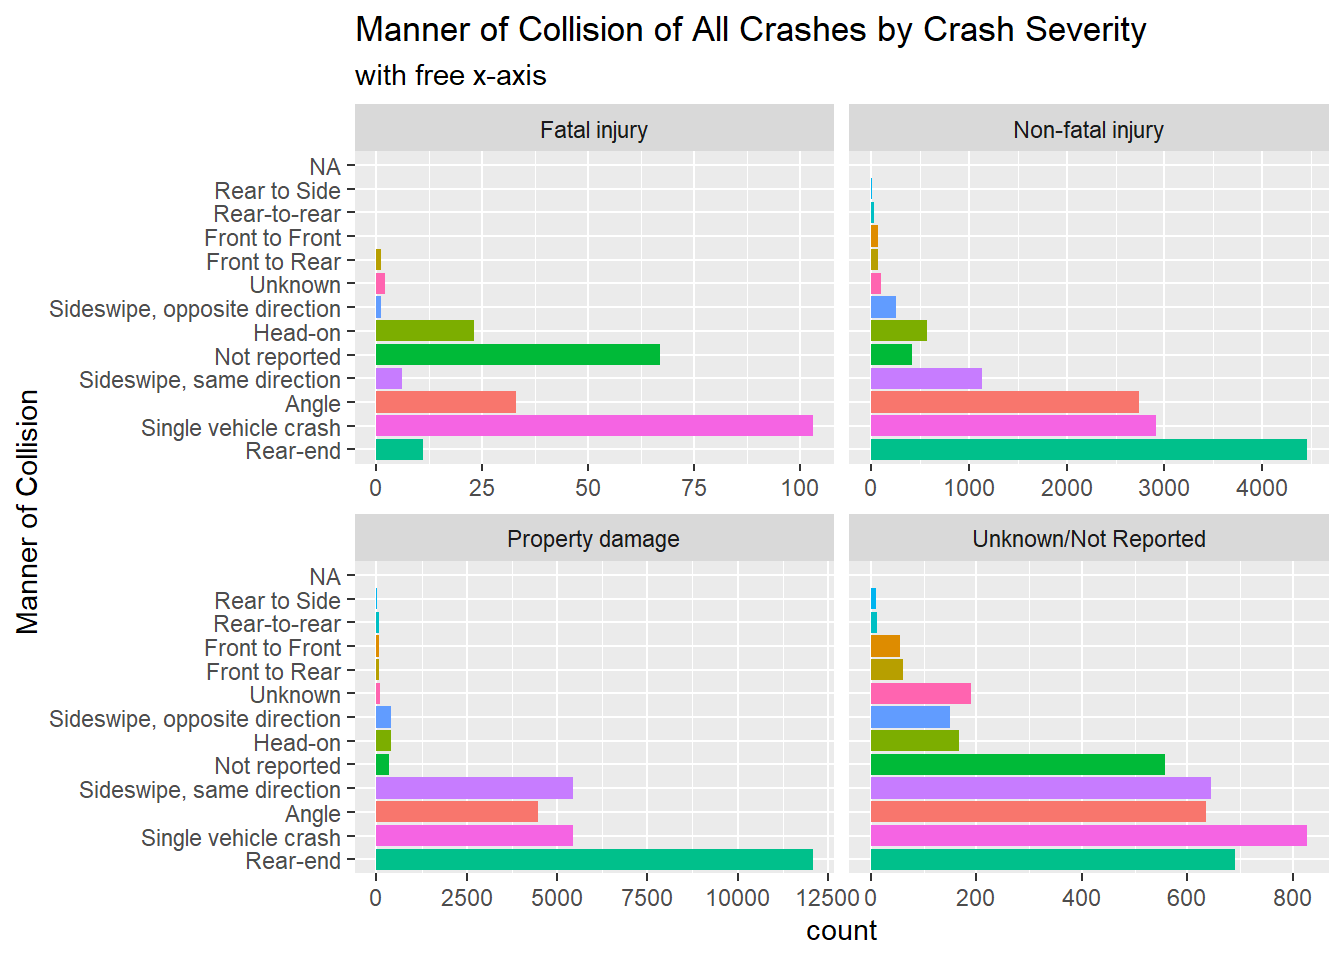 Manner of Collision of All Crashes by Crash Severity
with free x-axis
Fatal injury
Non-fatal injury
NA
Rear to Side
Rear-to-rear
Front to Front
Front to Rear
Unknown
Sideswipe, opposite direction
Head-on
Not reported
Sideswipe, same direction
Angle
Single vehicle crash
Rear-end
0 25 50 75 100
0 1000 2000 3000 4000
Property damage
Unknown/Not Reported
NA
Rear to Side
Rear-to-rear
Front to Front
Front to Rear
Unknown
Sideswipe, opposite direction
Head-on
Not reported
Sideswipe, same direction
Angle
Single vehicle crash
Rear-end
0 2500 5000 7500 10000 12500
0 200 400 600 800
count
Manner of Collision